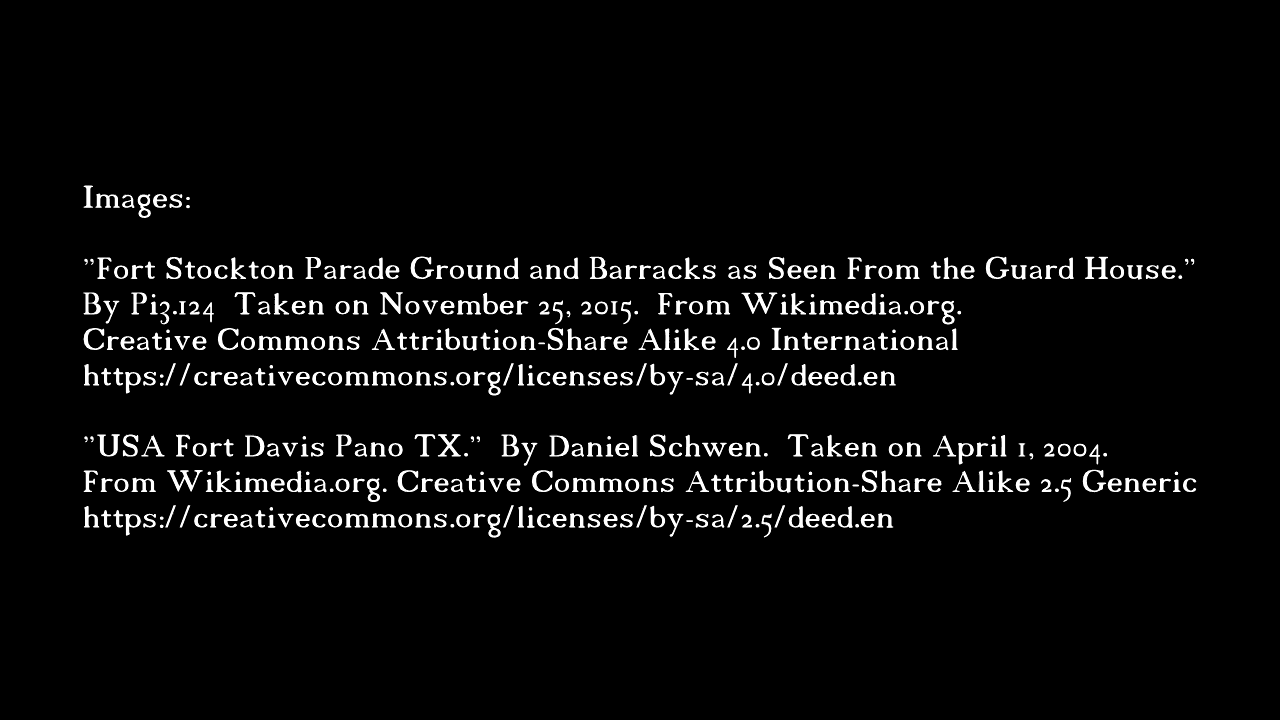 Images:
”Fort Stockton Parade Ground and Barracks as Seen From the Guard House.”
By Pi3.124  Taken on November 25, 2015.  From Wikimedia.org.
Creative Commons Attribution-Share Alike 4.0 International
https://creativecommons.org/licenses/by-sa/4.0/deed.en
”USA Fort Davis Pano TX.”  By Daniel Schwen.  Taken on April 1, 2004.
From Wikimedia.org. Creative Commons Attribution-Share Alike 2.5 Generic
https://creativecommons.org/licenses/by-sa/2.5/deed.en